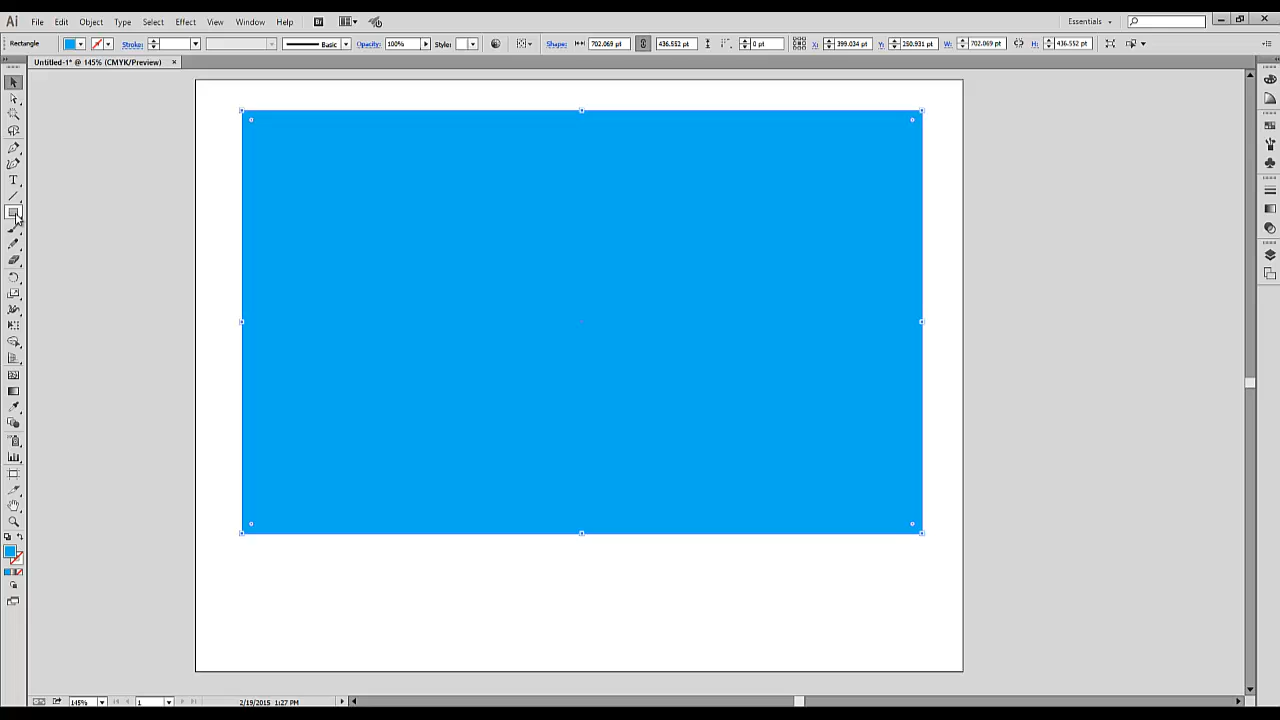 Ai File Edit Object Type Select Effect View Window Help Br Essentials
Rectangle Stroke: Basic Opacity: 100% Style: Shape: 702.069 pt 436.552 pt 0 pt X: 399.034 pt Y: 250.931 pt W: 702.069 pt H: 436.552 pt
Untitled-1* @ 145% (CMYK/Preview) ×
T
145% 1 2/19/2015 1:27 PM